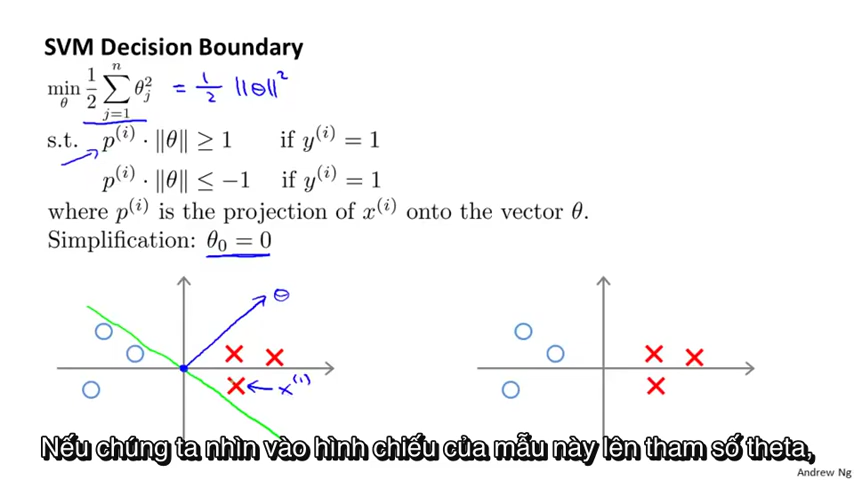 SVM Decision Boundary
min_θ 1/2 ∑_{j=1}^{n} θ_j^2 = 1/2 ||θ||^2
s.t. p^{(i)} · ‖θ‖ ≥ 1 if y^{(i)} = 1
p^{(i)} · ‖θ‖ ≤ −1 if y^{(i)} = 1
where p^{(i)} is the projection of x^{(i)} onto the vector θ.
Simplification: θ_0 = 0
θ
x^{(i)}
Nếu chúng ta nhìn vào hình chiếu của mẫu này lên tham số theta,
Andrew Ng